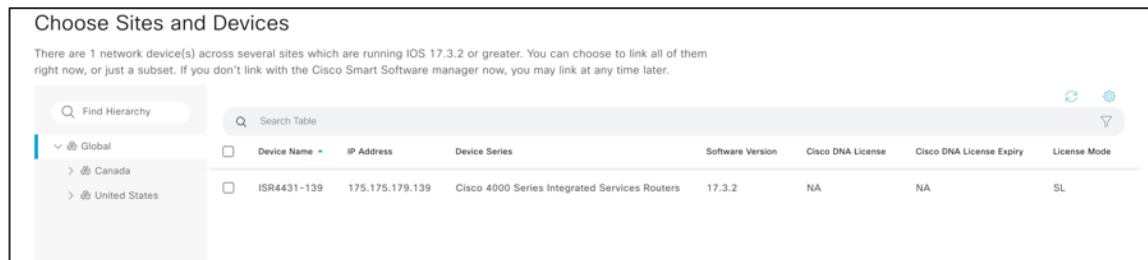 Choose Sites and Devices
There are 1 network device(s) across several sites which are running IOS 17.3.2 or greater. You can choose to link all of them
right now, or just a subset. If you don't link with the Cisco Smart Software manager now, you may link at any time later.
Find Hierarchy
Global
Canada
United States
Search Table
Device Name IP Address Device Series Software Version Cisco DNA License Cisco DNA License Expiry License Mode
ISR4431-139 175.175.179.139 Cisco 4000 Series Integrated Services Routers 17.3.2 NA NA SL